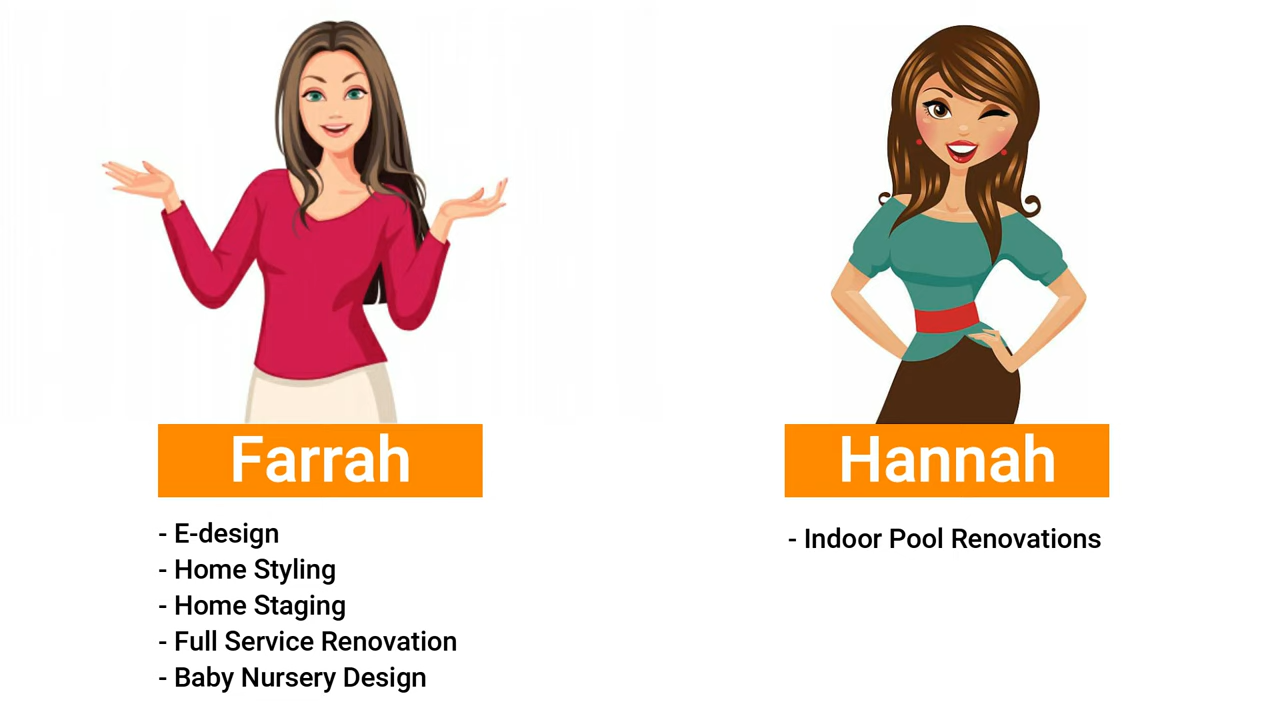 Farrah
- E-design
- Home Styling
- Home Staging
- Full Service Renovation
- Baby Nursery Design
Hannah
- Indoor Pool Renovations